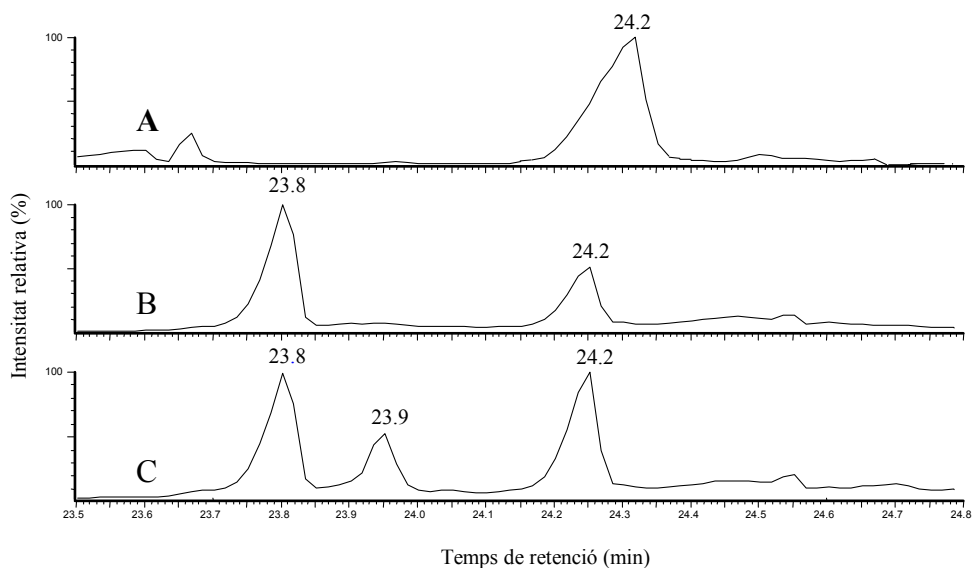 24.2
100
A
23.8
100
24.2
B
Intensitat relativa (%)
23.8
24.2
100
23.9
C
23.5 23.6 23.7 23.8 23.9 24.0 24.1 24.2 24.3 24.4 24.5 24.6 24.7 24.8
Temps de retenció (min)